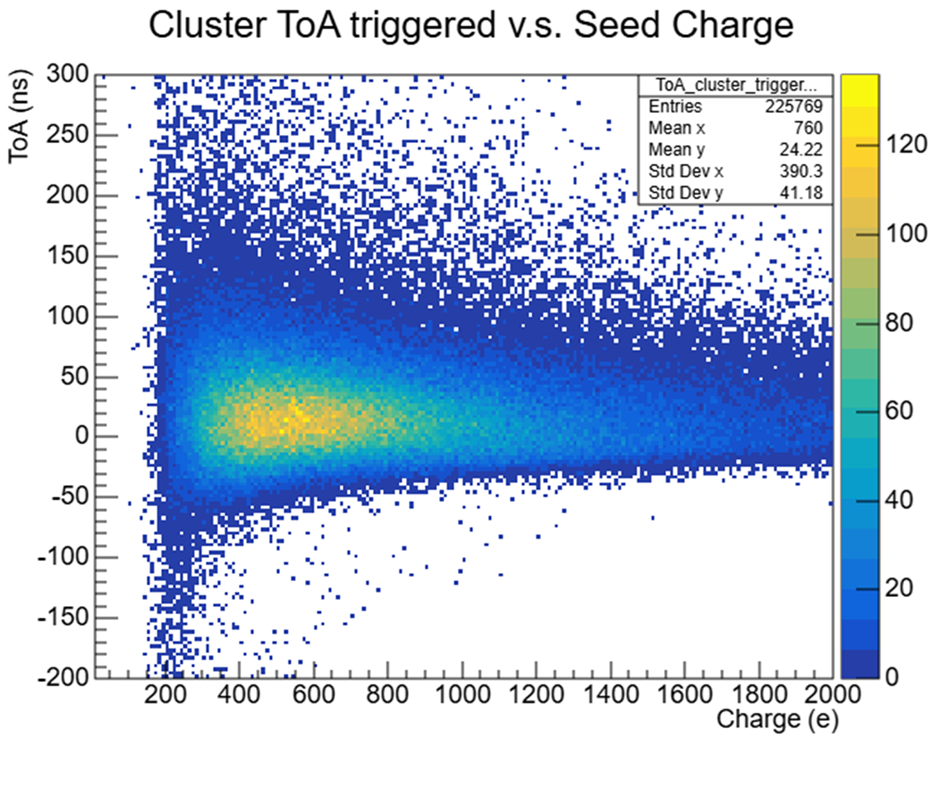 Cluster ToA triggered v.s. Seed Charge
ToA (ns)
300
250
200
150
100
50
0
-50
-100
-150
-200
ToA_cluster_trigger...
Entries 225769
Mean x 760
Mean y 24.22
Std Dev x 390.3
Std Dev y 41.18
120
100
80
60
40
20
0
200 400 600 800 1000 1200 1400 1600 1800 2000
Charge (e)